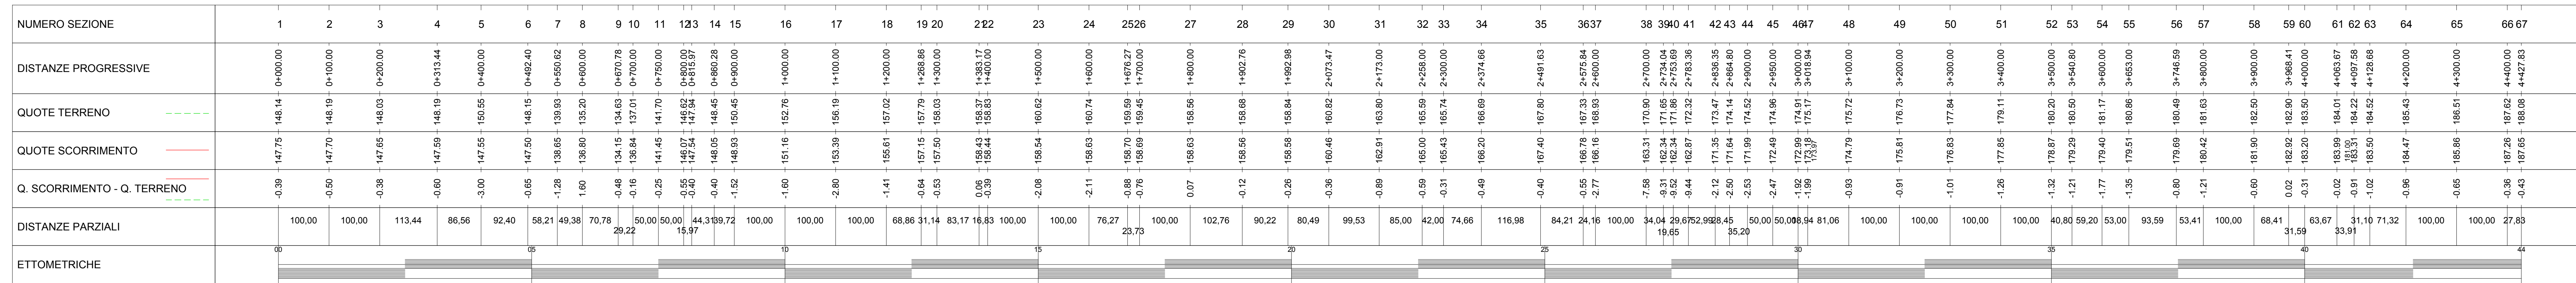 NUMERO SEZIONE 1 2 3 4 5 6 7 8 9 10 11 12 13 14 15 16 17 18 19 20 21 22 23 24 25 26 27 28 29 30 31 32 33 34 35 36 37 38 39 40 41 42 43 44 45 46 47 48 49 50 51 52 53 54 55 56 57 58 59 60 61 62 63 64 65 66 67
DISTANZE PROGRESSIVE 0+000.00 0+100.00 0+200.00 0+313.44 0+400.00 0+492.40 0+550.62 0+600.00 0+670.78 0+700.00 0+750.00 0+800.00 0+815.97 0+860.28 0+900.00 1+000.00 1+100.00 1+200.00 1+268.86 1+300.00 1+383.17 1+400.00 1+500.00 1+600.00 1+676.27 1+700.00 1+800.00 1+902.76 1+992.98 2+073.47 2+173.00 2+258.00 2+300.00 2+374.66 2+491.63 2+575.84 2+600.00 2+700.00 2+734.04 2+753.69 2+783.36 2+836.35 2+864.80 2+900.00 2+950.00 3+000.00 3+018.94 3+100.00 3+200.00 3+300.00 3+400.00 3+500.00 3+540.80 3+600.00 3+653.00 3+746.59 3+800.00 3+900.00 3+968.41 4+000.00 4+063.67 4+097.58 4+128.68 4+200.00 4+300.00 4+400.00 4+427.83
QUOTE TERRENO 148.14 148.19 148.03 148.19 150.55 148.15 139.93 135.20 134.63 137.01 141.70 146.62 147.94 148.45 150.45 152.76 156.19 157.02 157.79 158.03 158.37 158.83 160.62 160.74 159.59 159.45 158.56 158.68 158.84 160.82 163.80 165.59 165.74 166.69 167.80 167.33 168.93 170.90 171.65 171.86 172.32 173.47 174.14 174.52 174.96 174.91 175.17 175.72 176.73 177.84 179.11 180.20 180.50 181.17 180.86 180.49 181.63 182.50 182.90 183.50 184.01 184.22 184.52 185.43 186.51 187.62 188.08
QUOTE SCORRIMENTO 147.75 147.70 147.65 147.59 147.55 147.50 138.65 136.80 134.15 136.84 141.45 146.07 147.54 148.05 148.93 151.16 153.39 155.61 157.15 157.50 158.43 158.44 158.54 158.63 158.70 158.69 158.63 158.56 158.58 160.46 162.91 165.00 165.43 166.20 167.40 166.78 166.16 163.31 162.34 162.34 162.87 171.35 171.64 171.99 172.49 172.99 173.18 173.97 174.79 175.81 176.83 177.85 178.87 179.29 179.40 179.51 179.69 180.42 181.90 182.92 183.20 183.99 181.00 183.31 183.50 184.47 185.86 187.26 187.65
Q. SCORRIMENTO - Q. TERRENO -0.39 -0.50 -0.38 -0.60 -3.00 -0.65 -1.28 1.60 -0.48 -0.16 -0.25 -0.55 -0.40 -0.40 -1.52 -1.60 -2.80 -1.41 -0.64 -0.53 0.06 -0.39 -2.08 -2.11 -0.88 -0.76 0.07 -0.12 -0.26 -0.36 -0.89 -0.59 -0.31 -0.49 -0.40 -0.55 -2.77 -7.58 -9.31 -9.52 -9.44 -2.12 -2.50 -2.53 -2.47 -1.92 -1.99 -0.93 -0.91 -1.01 -1.26 -1.32 -1.21 -1.77 -1.35 -0.80 -1.21 -0.60 0.02 -0.31 -0.02 -0.91 -1.02 -0.96 -0.65 -0.36 -0.43
DISTANZE PARZIALI 100,00 100,00 113,44 86,56 92,40 58,21 49,38 70,78 29,22 50,00 50,00 15,97 44,31 39,72 100,00 100,00 100,00 68,86 31,14 83,17 16,83 100,00 100,00 76,27 23,73 100,00 102,76 90,22 80,49 99,53 85,00 42,00 74,66 116,98 84,21 24,16 100,00 34,04 19,65 29,67 52,99 28,45 35,20 50,00 50,00 18,94 81,06 100,00 100,00 100,00 100,00 40,80 59,20 53,00 93,59 53,41 100,00 68,41 31,59 63,67 33,91 31,10 71,32 100,00 100,00 27,83
ETTOMETRICHE 00 05 10 15 20 25 30 35 40 44